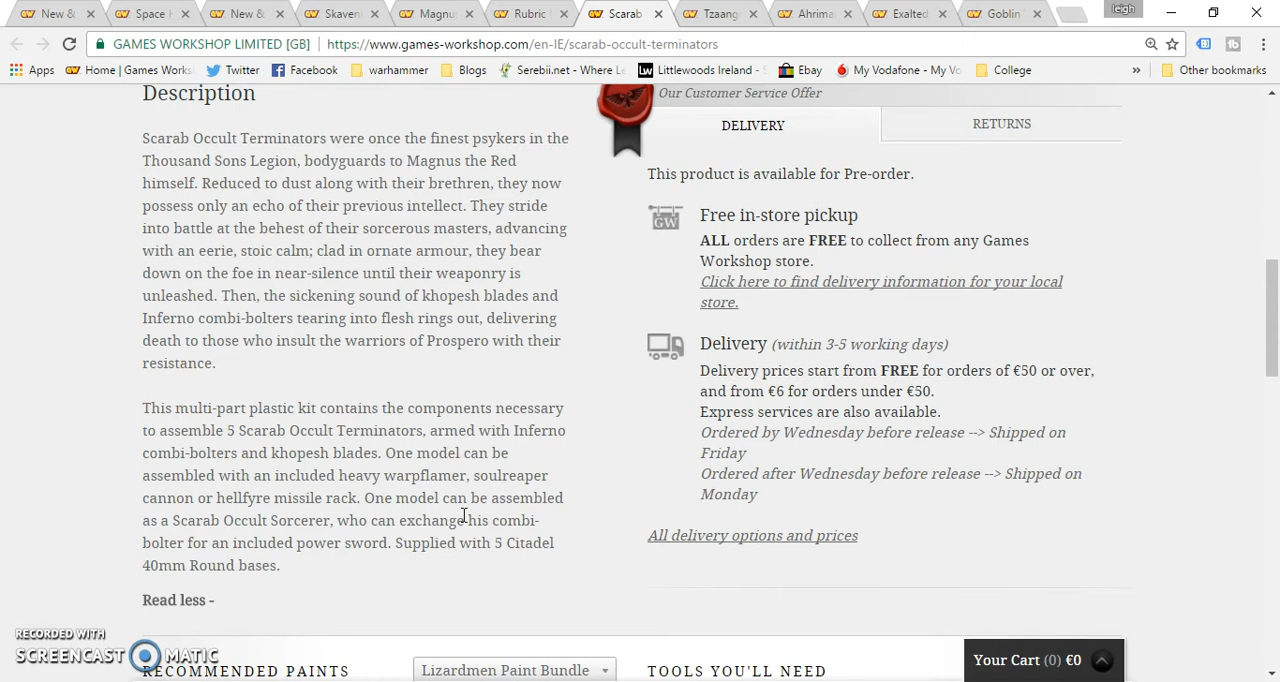 New &
Space
New &
Skaven
Magnu
Rubric
Scarab
Tzaang
Ahrima
Exalted
Goblin
leigh
GAMES WORKSHOP LIMITED [GB]
https://www.games-workshop.com/en-IE/scarab-occult-terminators
Apps
Home | Games Works
Twitter
Facebook
warhammer
Blogs
Serebii.net - Where Le
Littlewoods Ireland -
Ebay
My Vodafone - My Vo
College
»
Other bookmarks
Description
Scarab Occult Terminators were once the finest psykers in the
Thousand Sons Legion, bodyguards to Magnus the Red
himself. Reduced to dust along with their brethren, they now
possess only an echo of their previous intellect. They stride
into battle at the behest of their sorcerous masters, advancing
with an eerie, stoic calm; clad in ornate armour, they bear
down on the foe in near-silence until their weaponry is
unleashed. Then, the sickening sound of khopesh blades and
Inferno combi-bolters tearing into flesh rings out, delivering
death to those who insult the warriors of Prospero with their
resistance.
This multi-part plastic kit contains the components necessary
to assemble 5 Scarab Occult Terminators, armed with Inferno
combi-bolters and khopesh blades. One model can be
assembled with an included heavy warpflamer, soulreaper
cannon or hellfyre missile rack. One model can be assembled
as a Scarab Occult Sorcerer, who can exchange his combi-
bolter for an included power sword. Supplied with 5 Citadel
40mm Round bases.
Read less -
Our Customer Service Offer
DELIVERY
RETURNS
This product is available for Pre-order.
GW
Free in-store pickup
ALL orders are FREE to collect from any Games
Workshop store.
Click here to find delivery information for your local
store.
Delivery (within 3-5 working days)
Delivery prices start from FREE for orders of €50 or over,
and from €6 for orders under €50.
Express services are also available.
Ordered by Wednesday before release --> Shipped on
Friday
Ordered after Wednesday before release --> Shipped on
Monday
All delivery options and prices
RECORDED WITH
SCREENCAST MATIC
RECOMMENDED PAINTS
Lizardmen Paint Bundle
TOOLS YOU'LL NEED
Your Cart (0) €0